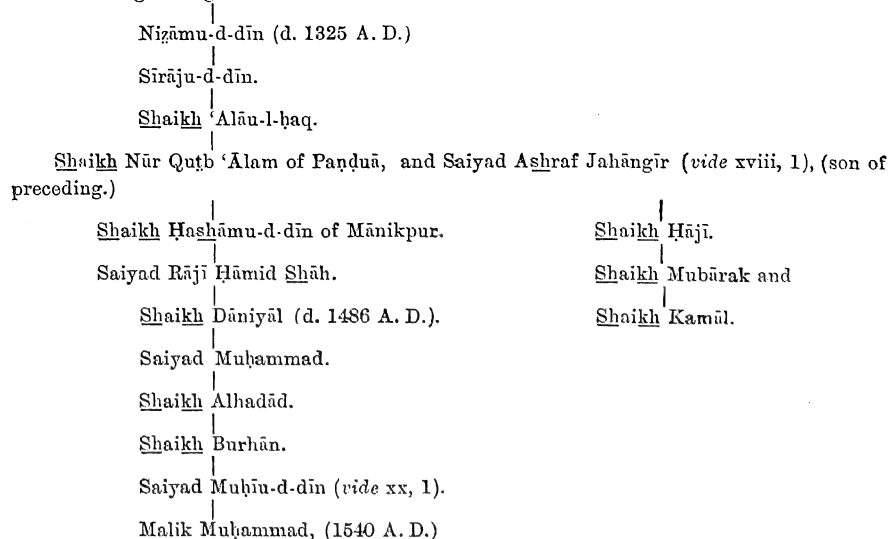 Niẓāmu-d-dīn (d. 1325 A. D.)
Sīrāju-d-dīn.
Shaikh ‘Alāu-l-ḥaq.
Shaikh Nūr Quṭb ‘Ālam of Paṇḍuā, and Saiyad Ashraf Jahāngīr (vide xviii, 1), (son of
preceding.)
Shaikh Ḥashāmu-d-dīn of Mānikpur. Shaikh Ḥājī.
Saiyad Rājī Ḥāmid Shāh. Shaikh Mubārak and
Shaikh Dāniyāl (d. 1486 A. D.). Shaikh Kamāl.
Saiyad Muḥammad.
Shaikh Alhadād.
Shaikh Burhān.
Saiyad Muḥīu-d-dīn (vide xx, 1).
Malik Muḥammad, (1540 A. D.)